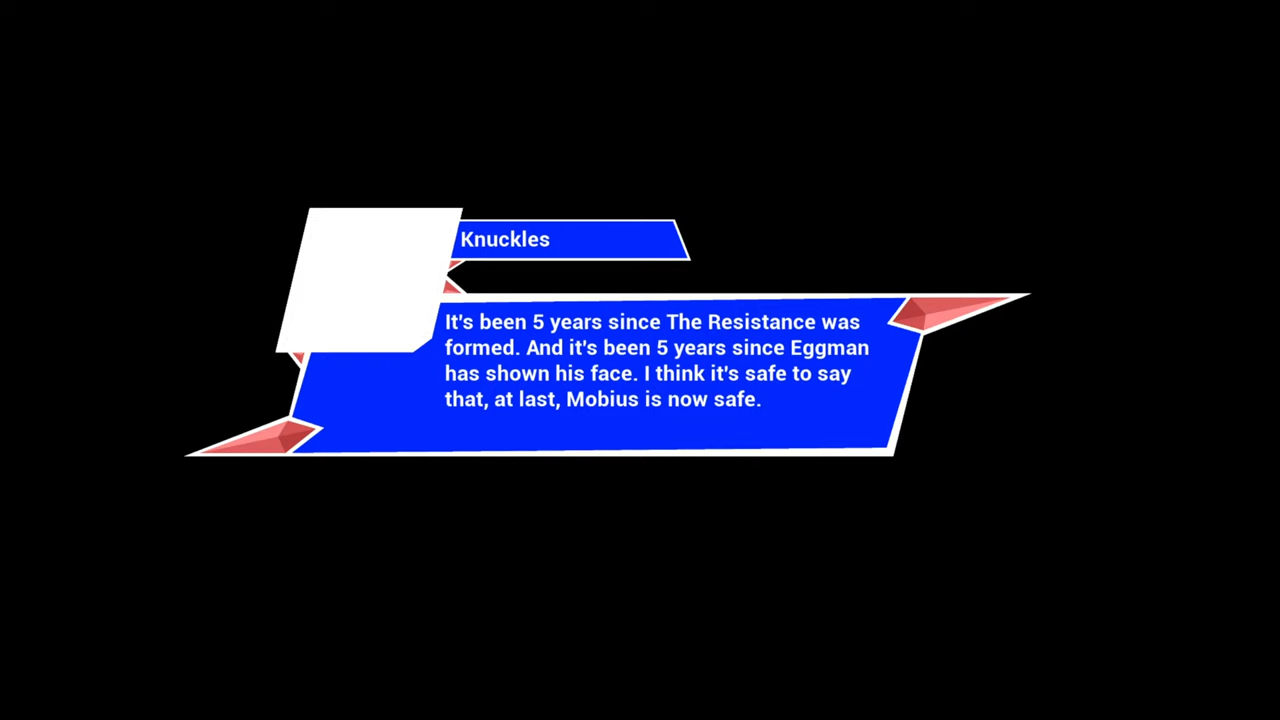 Knuckles
It's been 5 years since The Resistance was
formed. And it's been 5 years since Eggman
has shown his face. I think it's safe to say
that, at last, Mobius is now safe.